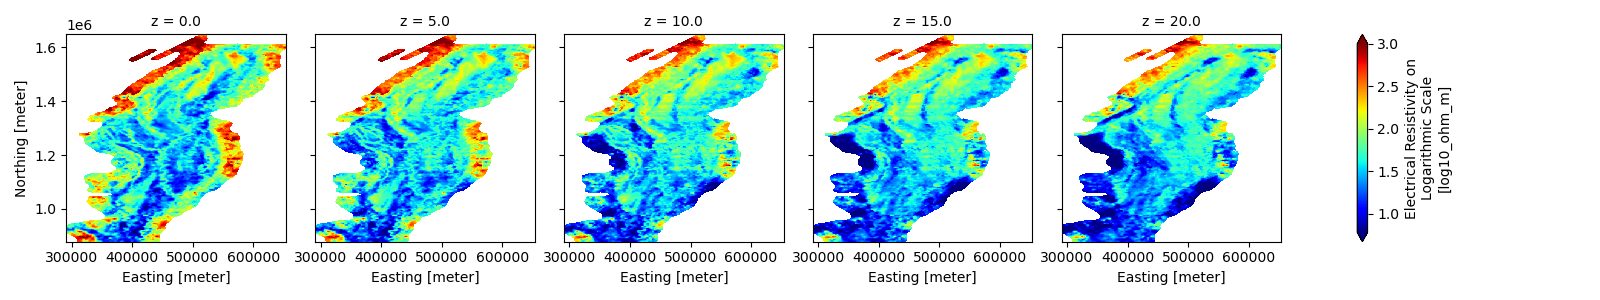 z = 0.0
z = 5.0
z = 10.0
z = 15.0
z = 20.0
1e6
1.6
1.4
1.2
1.0
Northing [meter]
300000 400000 500000 600000
300000 400000 500000 600000
300000 400000 500000 600000
300000 400000 500000 600000
300000 400000 500000 600000
Easting [meter]
Easting [meter]
Easting [meter]
Easting [meter]
Easting [meter]
3.0
2.5
2.0
1.5
1.0
Electrical Resistivity on
Logarithmic Scale
[log10_ohm_m]